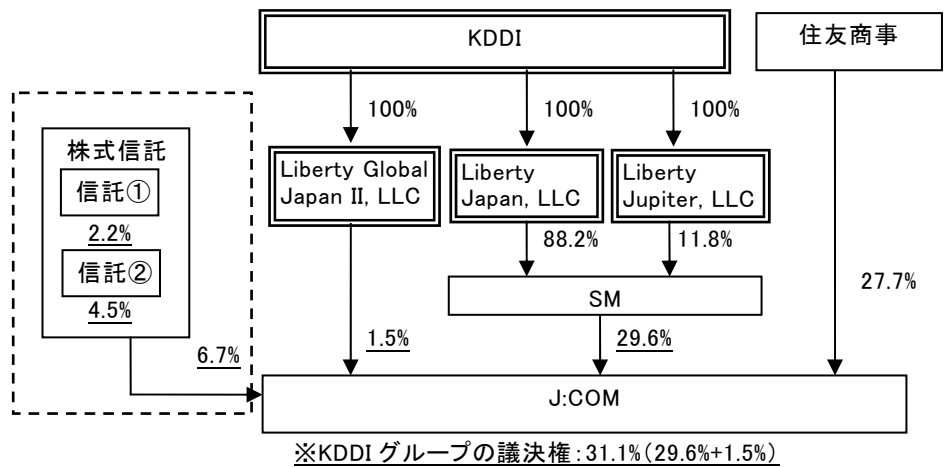 KDDI
住友商事
100%
100%
100%
株式信託
信託①
2.2%
信託②
4.5%
Liberty Global
Japan II, LLC
Liberty
Japan, LLC
Liberty
Jupiter, LLC
88.2%
11.8%
SM
27.7%
6.7%
1.5%
29.6%
J:COM
※KDDI グループの議決権:31.1%(29.6%+1.5%)